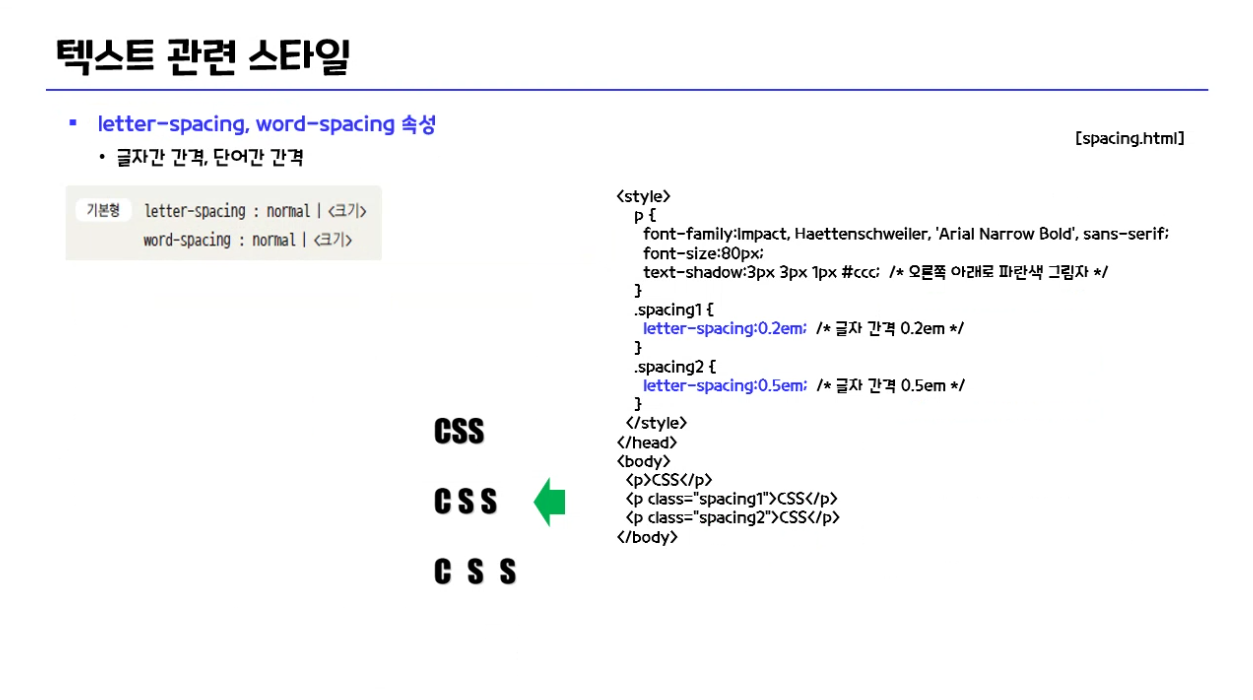 텍스트 관련 스타일
▪ letter-spacing, word-spacing 속성
• 글자간 간격, 단어간 간격
기본형 letter-spacing : normal | <크기>
word-spacing : normal | <크기>
[spacing.html]
<style>
p {
font-family:Impact, Haettenschweiler, 'Arial Narrow Bold', sans-serif;
font-size:80px;
text-shadow:3px 3px 1px #ccc; /* 오른쪽 아래로 파란색 그림자 */
}
.spacing1 {
letter-spacing:0.2em; /* 글자 간격 0.2em */
}
.spacing2 {
letter-spacing:0.5em; /* 글자 간격 0.5em */
}
</style>
</head>
<body>
<p>CSS</p>
<p class="spacing1">CSS</p>
<p class="spacing2">CSS</p>
</body>
CSS
C S S
C S S